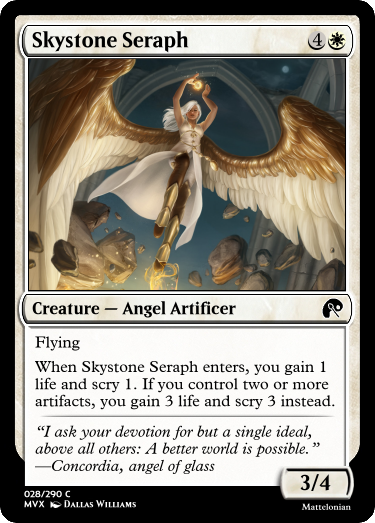 Skystone Seraph 4
Creature — Angel Artificer
Flying
When Skystone Seraph enters, you gain 1
life and scry 1. If you control two or more
artifacts, you gain 3 life and scry 3 instead.
“I ask your devotion for but a single ideal,
above all others: A better world is possible.”
—Concordia, angel of glass
3/4
028/290 C
MVX Dallas Williams
Mattelonian